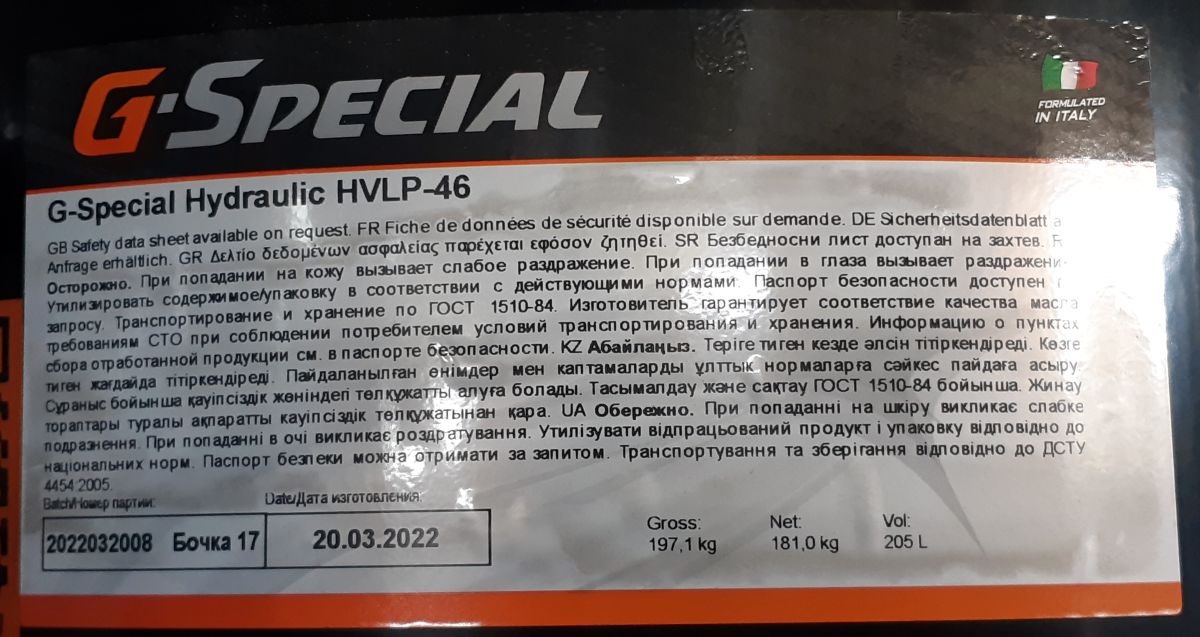 G-SPECIAL
FORMULATED
IN ITALY
G-Special Hydraulic HVLP-46
GB Safety data sheet available on request. FR Fiche de données de sécurité disponible sur demande. DE Sicherheitsdatenblatt
Anfrage erhältlich. GR Δελτίο δεδομένων ασφαλείας παρέχεται εφόσον ζητηθεί. SR Безбедносни лист доступан на захтев.
Осторожно. При попадании на кожу вызывает слабое раздражение. При попадании в глаза вызывает
Утилизировать содержимое/упаковку в соответствии с действующими нормами. Паспорт безопасности доступен
запросу. Транспортирование и хранение по ГОСТ 1510-84. Изготовитель гарантирует соответствие качества масла
требованиям СТО при соблюдении потребителем условий транспортирования и хранения. Информацию о пунктах
сбора отработанной продукции см. в паспорте безопасности. KZ Абайлаңыз. Теріге тиген кезде әлсін тітіркендіреді. Көзге
тиген жағдайда тітіркендіреді. Пайдаланылған өнімдер мен каптамаларды ұлттық нормаларға сәйкес пайдаға асыру.
Сұраныс бойынша қауіпсіздік жөніндегі төлқұжатты алуға болады. Тасымалдау және сақтау ГОСТ 1510-84 бойынша. Жинау
тораптары туралы ақпаратты кауіпсіздік төлқұжатынан қара. UA Обережно. При попаданні на шкіру викликає слабке
подразнення. При попаданні в очі викликає роздратування. Утилізувати відпрацьований продукт і упаковку відповідно до
національних норм. Паспорт безпеки можна отримати за запитом. Транспортування та зберігання відповідно до ДСТУ
4454:2005.
Batch/Номер партии: Date/Дата изготовления:
2022032008 Бочка 17 20.03.2022
Gross: Net: Vol:
197,1 kg 181,0 kg 205 L